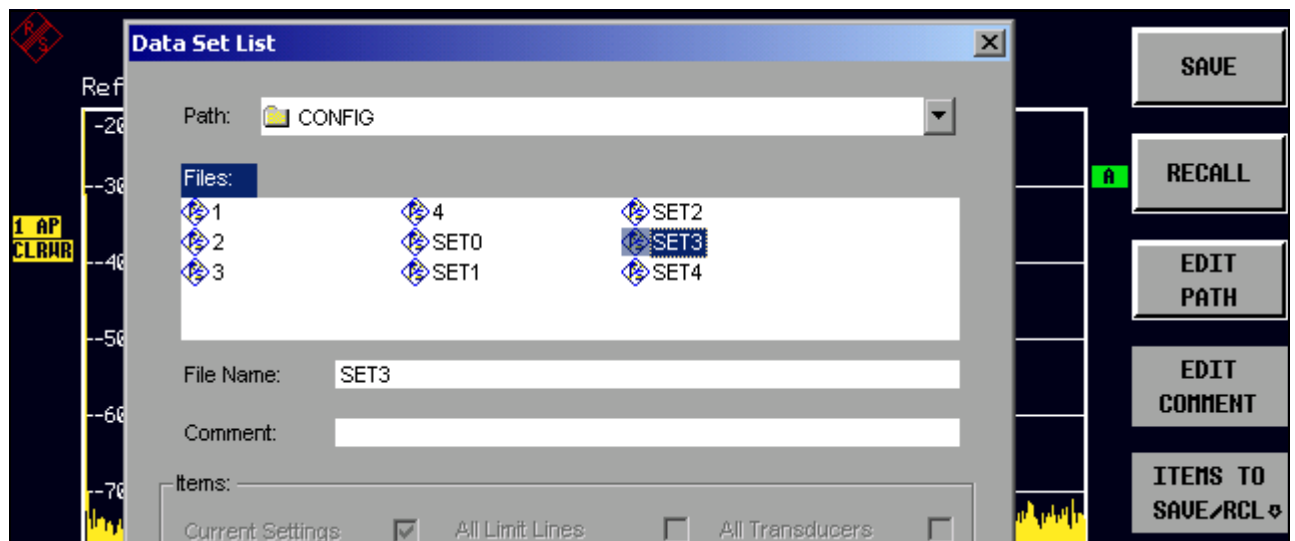 R
S
Data Set List
SAVE
Ref
Path: CONFIG
-20
Files:
--30
A
RECALL
1 4 SET2
1 AP
CLRWR
2 SET0 SET3
3 SET1 SET4
--40
EDIT
PATH
--50
File Name: SET3
EDIT
COMMENT
--60
Comment:
Items:
--70
ITEMS TO
SAVE/RCL
Current Settings All Limit Lines All Transducers